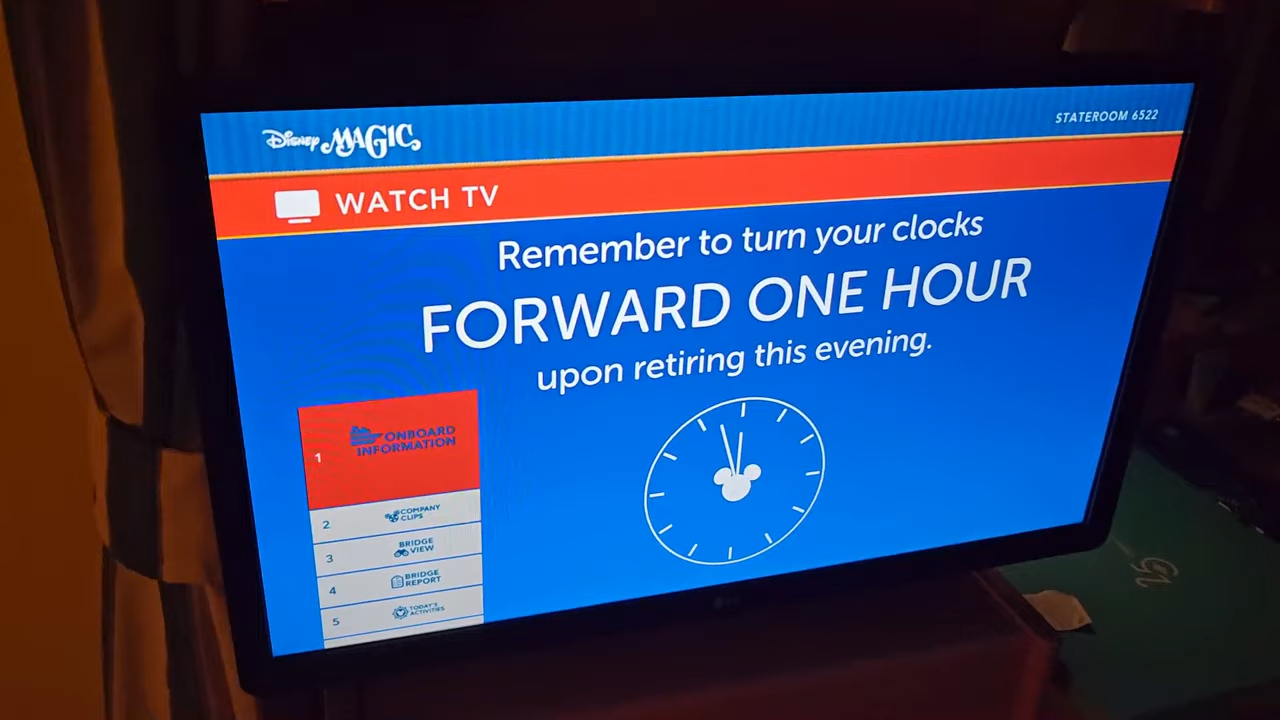 Disney MAGIC
STATEROOM 6522
WATCH TV
Remember to turn your clocks
FORWARD ONE HOUR
upon retiring this evening.
1 ONBOARD
INFORMATION
2 COMPANY
CLIPS
3 BRIDGE
VIEW
4 BRIDGE
REPORT
5 TODAY'S
ACTIVITIES
LG